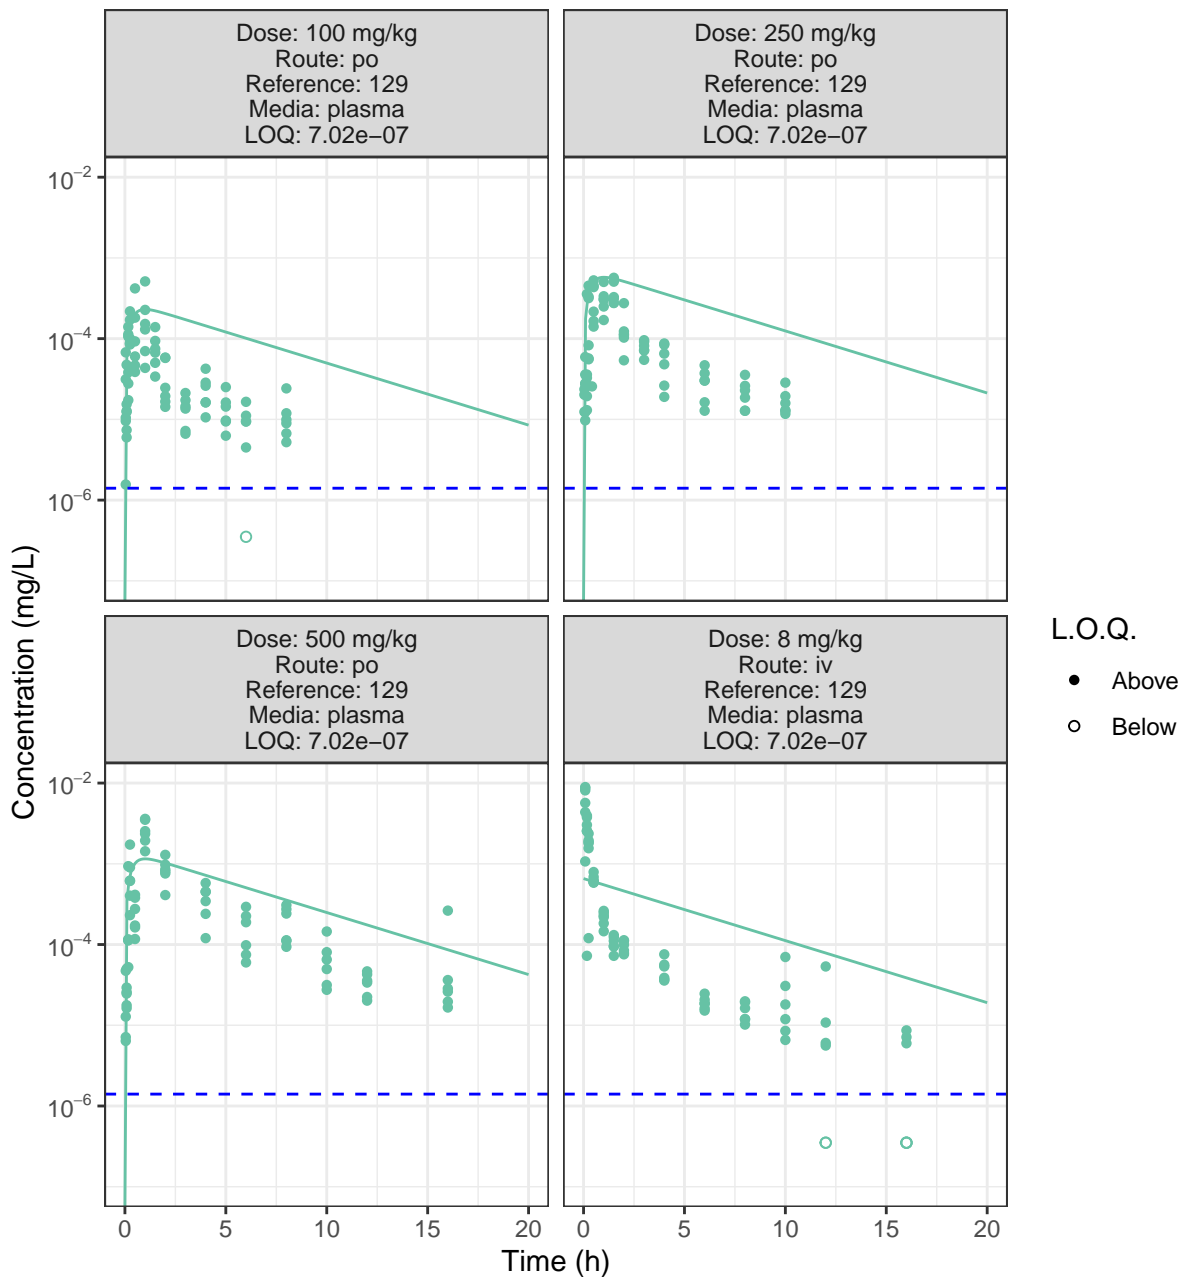 Dose: 100 mg/kg
Route: po
Reference: 129
Media: plasma
LOQ: 7.02e−07
Dose: 250 mg/kg
Route: po
Reference: 129
Media: plasma
LOQ: 7.02e−07
10⁻²
10⁻⁴
10⁻⁶
Concentration (mg/L)
Dose: 500 mg/kg
Route: po
Reference: 129
Media: plasma
LOQ: 7.02e−07
Dose: 8 mg/kg
Route: iv
Reference: 129
Media: plasma
LOQ: 7.02e−07
L.O.Q.
Above
Below
10⁻²
10⁻⁴
10⁻�6
0 5 10 15 20
0 5 10 15 20
Time (h)